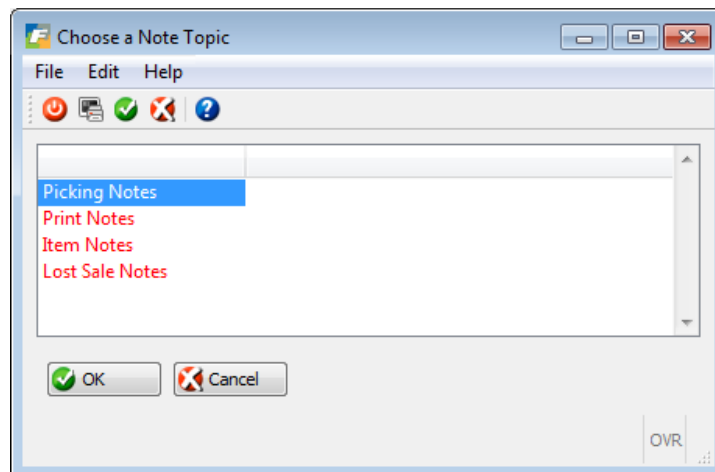 Choose a Note Topic
File Edit Help
Picking Notes
Print Notes
Item Notes
Lost Sale Notes
OK Cancel
OVR